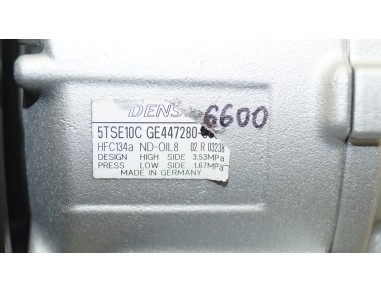 DENS 6600
5TSE10C GE447280-
HFC134a ND-OIL8 02 R 03238
DESIGN HIGH SIDE 3.53MPa
PRESS LOW SIDE 1.67MPa
MADE IN GERMANY